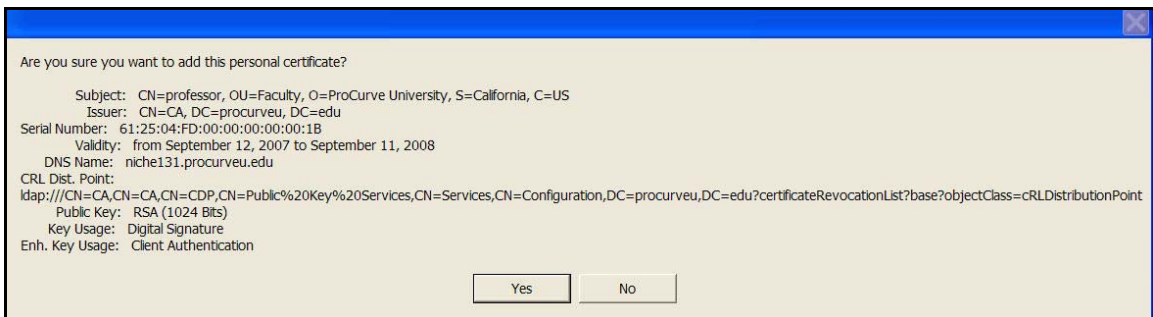 Are you sure you want to add this personal certificate?
Subject: CN=professor, OU=Faculty, O=ProCurve University, S=California, C=US
Issuer: CN=CA, DC=procurveu, DC=edu
Serial Number: 61:25:04:FD:00:00:00:00:00:1B
Validity: from September 12, 2007 to September 11, 2008
DNS Name: niche131.procurveu.edu
CRL Dist. Point:
ldap:///CN=CA,CN=CA,CN=CDP,CN=Public%20Key%20Services,CN=Services,CN=Configuration,DC=procurveu,DC=edu?certificateRevocationList?base?objectClass=cRLDistributionPoint
Public Key: RSA (1024 Bits)
Key Usage: Digital Signature
Enh. Key Usage: Client Authentication
Yes No